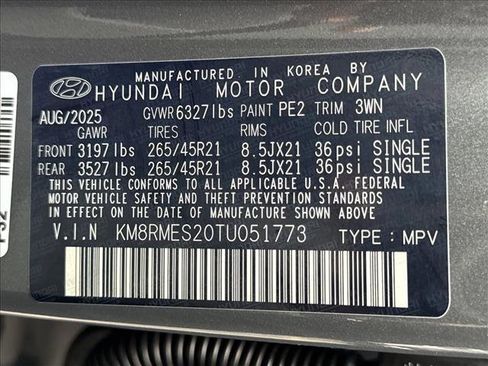 MANUFACTURED IN KOREA BY
HYUNDAI MOTOR COMPANY
AUG/2025 GVWR 6327lbs PAINT PE2 TRIM 3WN
GAWR TIRES RIMS COLD TIRE INFL
FRONT 3197lbs 265/45R21 8.5JX21 36psi SINGLE
REAR 3527lbs 265/45R21 8.5JX21 36psi SINGLE
THIS VEHICLE CONFORMS TO ALL APPLICABLE U.S.A. FEDERAL
MOTOR VEHICLE SAFETY, BUMPER, AND THEFT PREVENTION
STANDARDS IN EFFECT ON THE DATE OF MANUFACTURE SHOWN ABOVE.
V.I.N KM8RMES20TU051773 TYPE : MPV